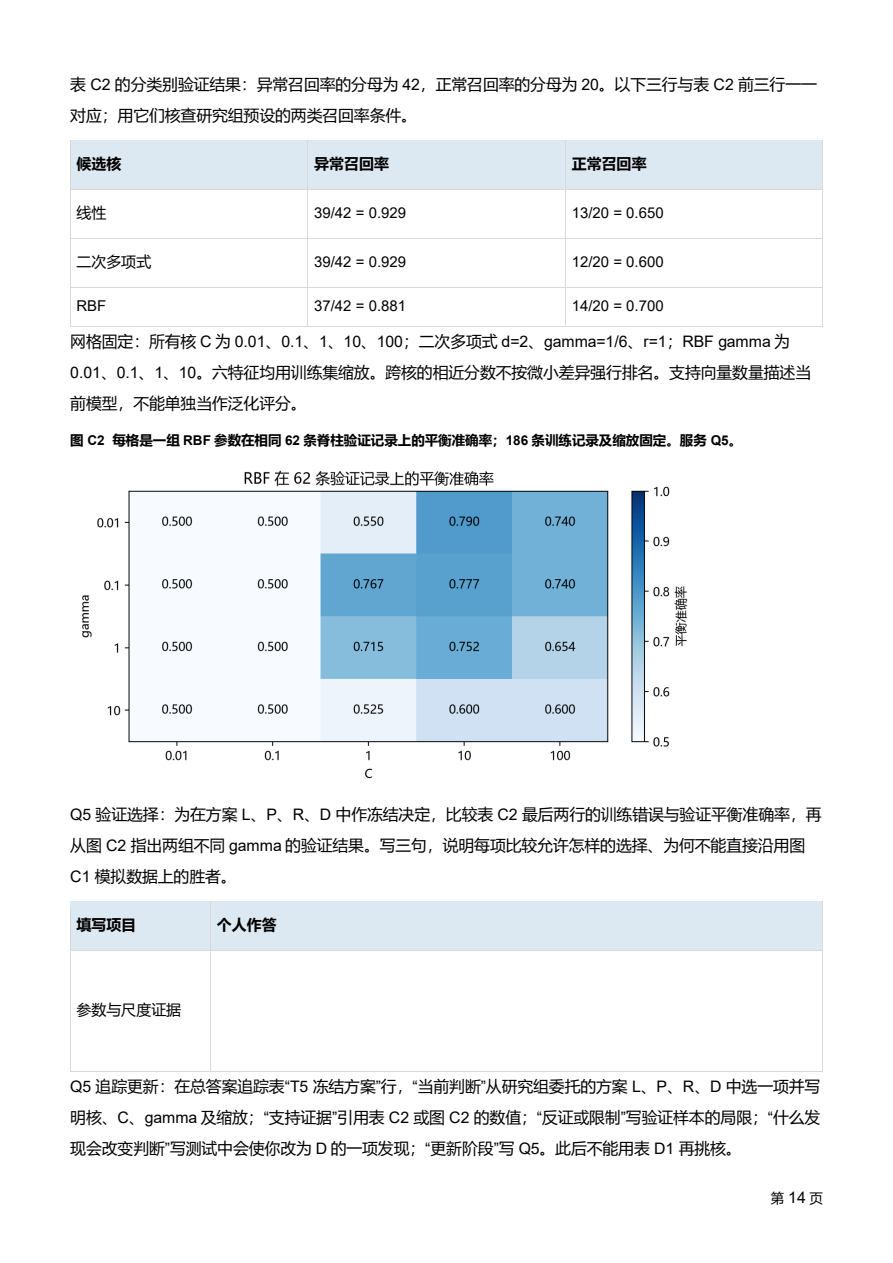 表 C2 的分类别验证结果：异常召回率的分母为 42，正常召回率的分母为 20。以下三行与表 C2 前三行一一
对应；用它们核查研究组预设的两类召回率条件。
候选核 异常召回率 正常召回率
线性 39/42 = 0.929 13/20 = 0.650
二次多项式 39/42 = 0.929 12/20 = 0.600
RBF 37/42 = 0.881 14/20 = 0.700
网格固定：所有核 C 为 0.01、0.1、1、10、100；二次多项式 d=2、gamma=1/6、r=1；RBF gamma 为
0.01、0.1、1、10。六特征均用训练集缩放。跨核的相近分数不按微小差异强行排名。支持向量数量描述当
前模型，不能单独当作泛化评分。
图 C2 每格是一组 RBF 参数在相同 62 条脊柱验证记录上的平衡准确率；186 条训练记录及缩放固定。服务 Q5。
RBF 在 62 条验证记录上的平衡准确率
0.01 0.500 0.500 0.550 0.790 0.740
0.1 0.500 0.500 0.767 0.777 0.740
1 0.500 0.500 0.715 0.752 0.654
10 0.500 0.500 0.525 0.600 0.600
0.01 0.1 1 10 100
C
gamma
1.0
0.9
0.8
0.7
0.6
0.5
平衡准确率
Q5 验证选择：为在方案 L、P、R、D 中作冻结决定，比较表 C2 最后两行的训练错误与验证平衡准确率，再
从图 C2 指出两组不同 gamma 的验证结果。写三句，说明每项比较允许怎样的选择、为何不能直接沿用图
C1 模拟数据上的胜者。
填写项目 个人作答
参数与尺度证据
Q5 追踪更新：在总答案追踪表“T5 冻结方案”行，“当前判断”从研究组委托的方案 L、P、R、D 中选一项并写
明核、C、gamma 及缩放；“支持证据”引用表 C2 或图 C2 的数值；“反证或限制”写验证样本的局限；“什么发
现会改变判断”写测试中会使你改为 D 的一项发现；“更新阶段”写 Q5。此后不能用表 D1 再挑核。
第 14 页